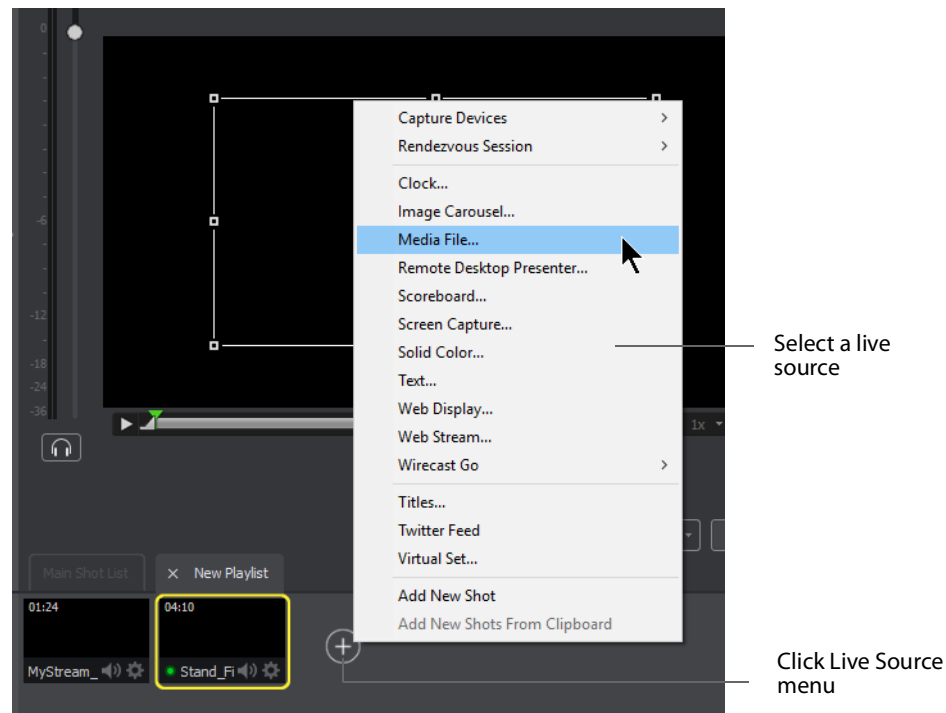 0
-6
-12
-18
-24
-36
Capture Devices
Rendezvous Session
Clock...
Image Carousel...
Media File...
Remote Desktop Presenter...
Scoreboard...
Screen Capture...
Solid Color...
Text...
Web Display...
Web Stream...
Wirecast Go
Titles...
Twitter Feed
Virtual Set...
Add New Shot
Add New Shots From Clipboard
1x
Select a live
source
Main Shot List
× New Playlist
01:24
04:10
MyStream_
Stand_Fi
Click Live Source
menu